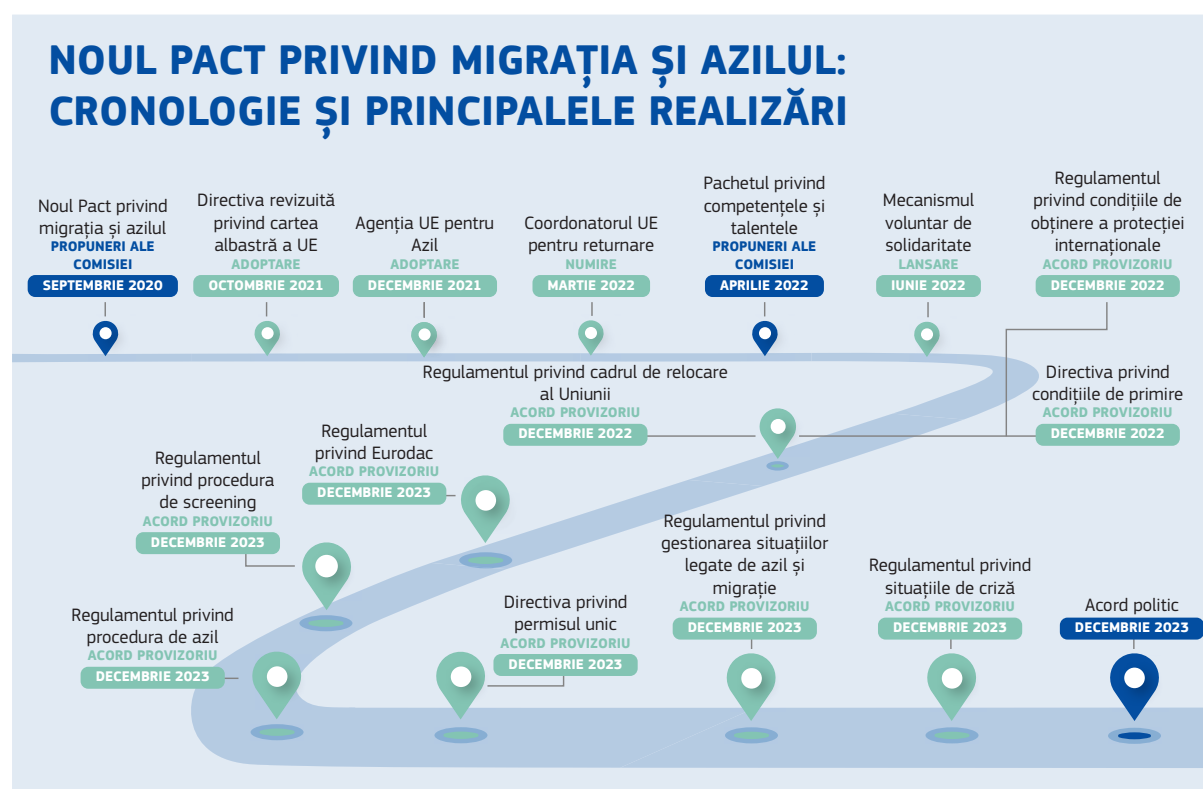 NOUL PACT PRIVIND MIGRAȚIA ȘI AZILUL:
CRONOLOGIE ȘI PRINCIPALELE REALIZĂRI
Noul Pact privind
migrația și azilul
PROPUNERI ALE
COMISIEI
SEPTEMBRIE 2020
Directiva revizuită
privind cartea
albastră a UE
ADOPTARE
OCTOMBRIE 2021
Agenția UE pentru
Azil
ADOPTARE
DECEMBRIE 2021
Coordonatorul UE
pentru returnare
NUMIRE
MARTIE 2022
Pachetul privind
competențele și
talentele
PROPUNERI ALE
COMISIEI
APRILIE 2022
Mecanismul
voluntar de
solidaritate
LANSARE
IUNIE 2022
Regulamentul
privind condițiile de
obținere a protecției
internaționale
ACORD PROVIZORIU
DECEMBRIE 2022
Regulamentul privind cadrul de relocare
al Uniunii
ACORD PROVIZORIU
DECEMBRIE 2022
Directiva privind
condițiile de primire
ACORD PROVIZORIU
DECEMBRIE 2022
Regulamentul
privind Eurodac
ACORD PROVIZORIU
DECEMBRIE 2023
Regulamentul
privind procedura
de screening
ACORD PROVIZORIU
DECEMBRIE 2023
Regulamentul privind
procedura de azil
ACORD PROVIZORIU
DECEMBRIE 2023
Directiva privind
permisul unic
ACORD PROVIZORIU
DECEMBRIE 2023
Regulamentul privind
gestionarea situațiilor
legate de azil și
migrație
ACORD PROVIZORIU
DECEMBRIE 2023
Regulamentul privind
situațiile de criză
ACORD PROVIZORIU
DECEMBRIE 2023
Acord politic
DECEMBRIE 2023